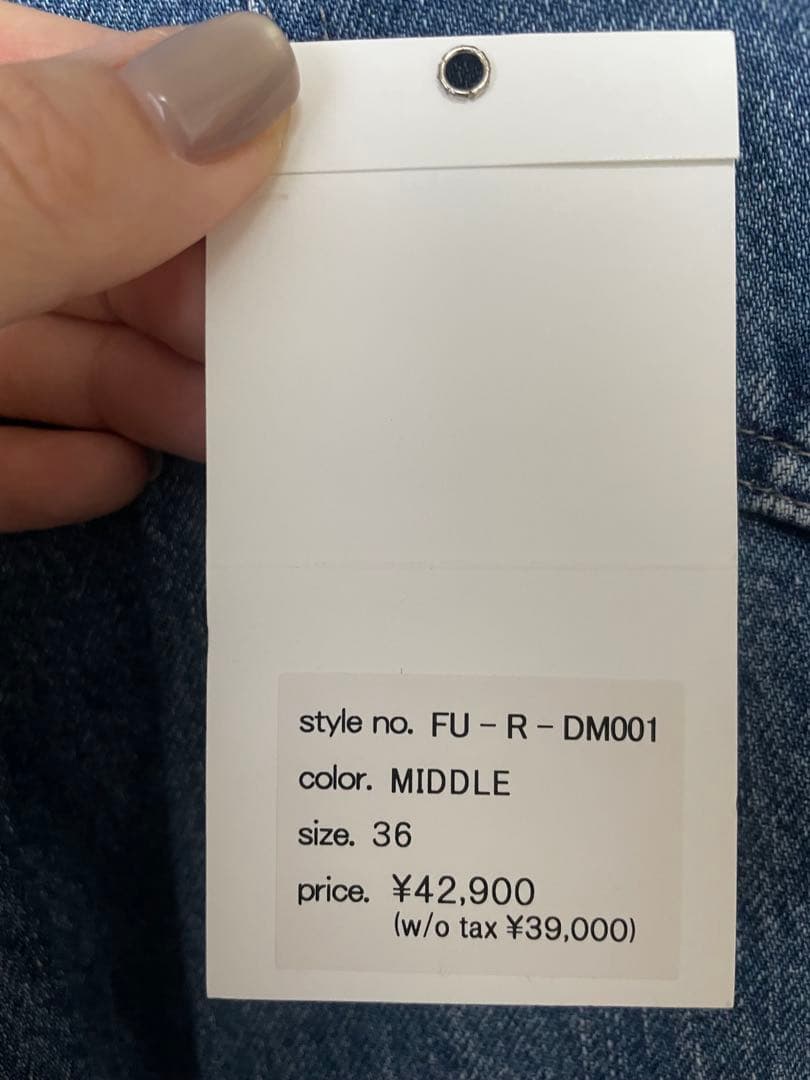 style no. FU-R-DM001
color. MIDDLE
size. 36
price. ¥42,900
(w/o tax ¥39,000)